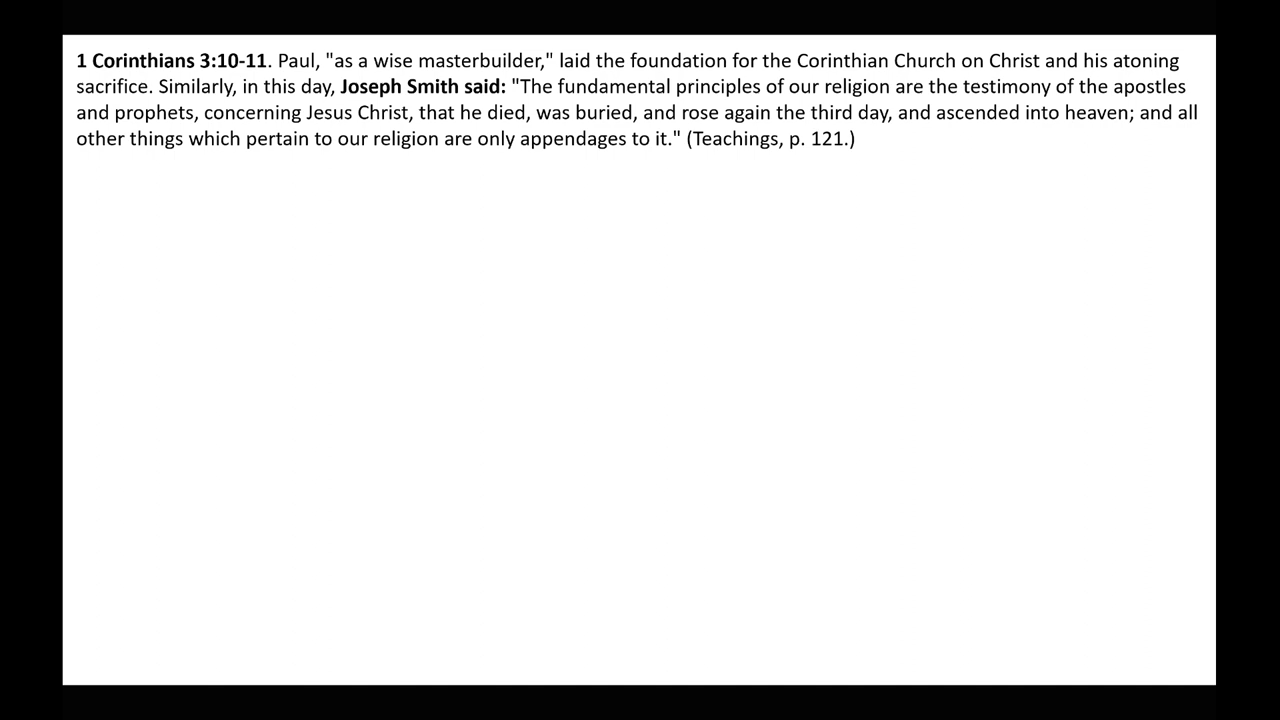 1 Corinthians 3:10-11. Paul, "as a wise masterbuilder," laid the foundation for the Corinthian Church on Christ and his atoning
sacrifice. Similarly, in this day, Joseph Smith said: "The fundamental principles of our religion are the testimony of the apostles
and prophets, concerning Jesus Christ, that he died, was buried, and rose again the third day, and ascended into heaven; and all
other things which pertain to our religion are only appendages to it." (Teachings, p. 121.)